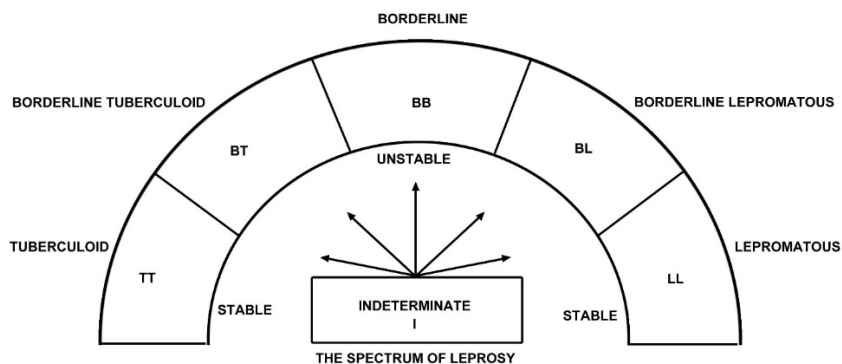 BORDERLINE
BORDERLINE TUBERCULOID
BB
BORDERLINE LEPROMATOUS
BT
UNSTABLE
BL
TUBERCULOID
LEPROMATOUS
TT
LL
STABLE
INDETERMINATE
I
STABLE
THE SPECTRUM OF LEPROSY